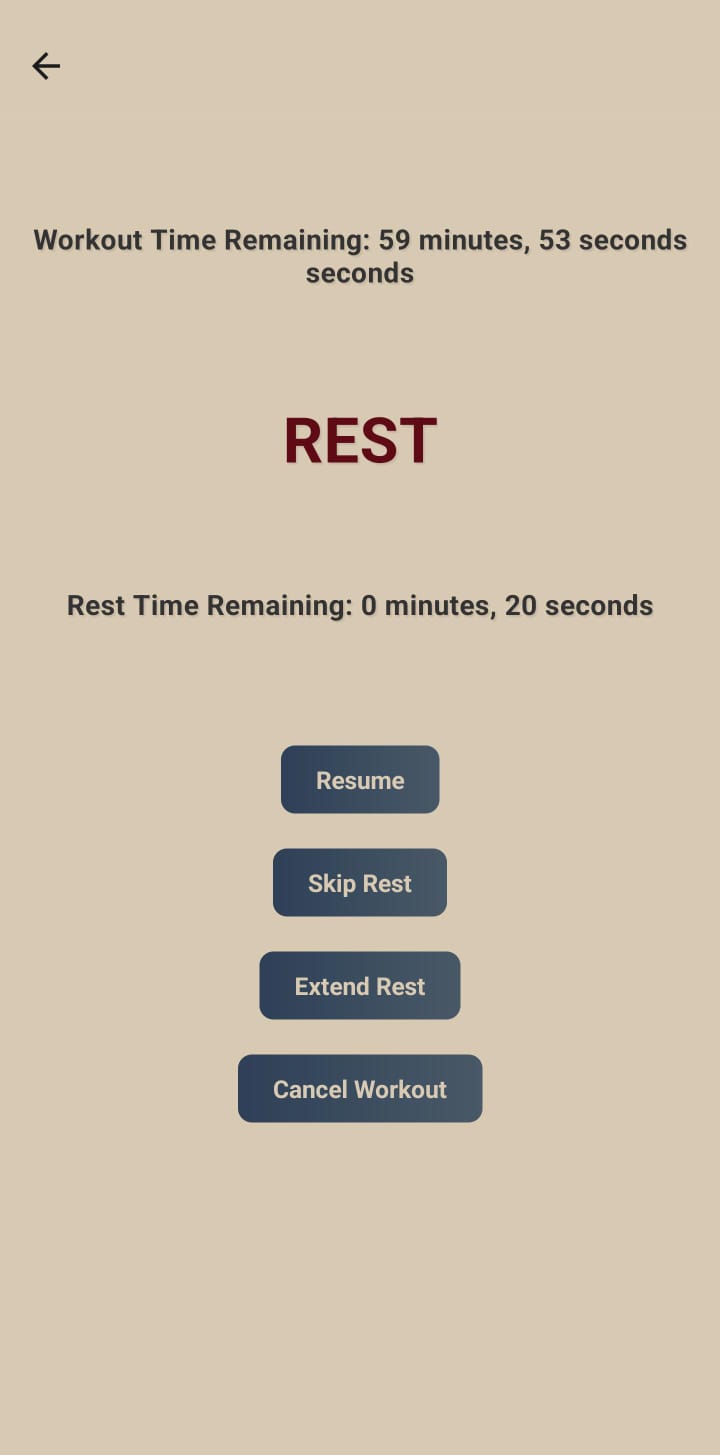 Workout Time Remaining: 59 minutes, 53 seconds
seconds
REST
Rest Time Remaining: 0 minutes, 20 seconds
Resume
Skip Rest
Extend Rest
Cancel Workout